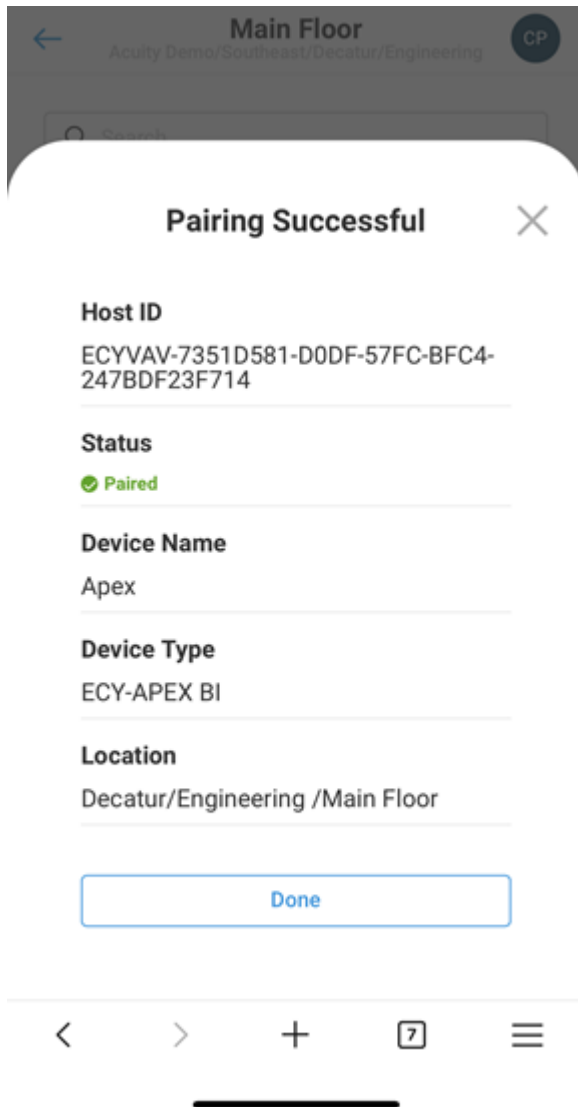 Main Floor
Acuity Demo/Southeast/Decatur/Engineering
CP
Search
Pairing Successful
Host ID
ECYVAV-7351D581-D0DF-57FC-BFC4-
247BDF23F714
Status
Paired
Device Name
Apex
Device Type
ECY-APEX BI
Location
Decatur/Engineering /Main Floor
Done
7